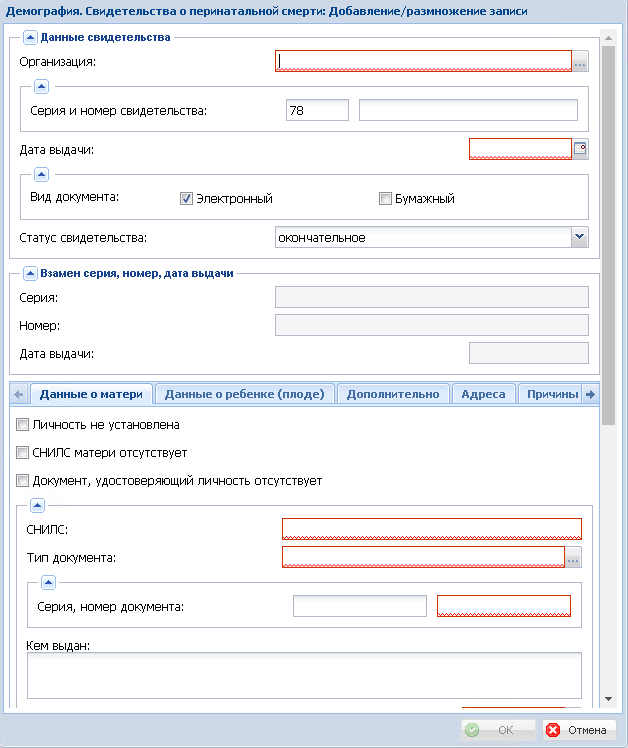 Демография. Свидетельства о перинатальной смерти: Добавление/размножение записи
Данные свидетельства
Организация:
Серия и номер свидетельства: 78
Дата выдачи:
Вид документа: Электронный Бумажный
Статус свидетельства: окончательное
Взамен серия, номер, дата выдачи
Серия:
Номер:
Дата выдачи:
Данные о матери Данные о ребенке (плоде) Дополнительно Адреса Причины
Личность не установлена
СНИЛС матери отсутствует
Документ, удостоверяющий личность отсутствует
СНИЛС:
Тип документа:
Серия, номер документа:
Кем выдан:
ОК Отмена